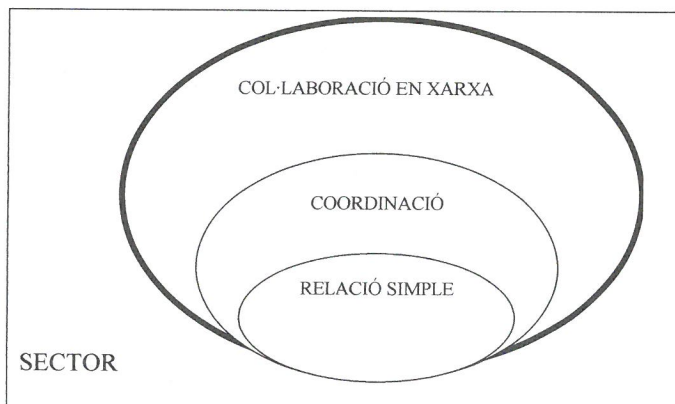 COL·LABORACIÓ EN XARXA
COORDINACIÓ
RELACIÓ SIMPLE
SECTOR